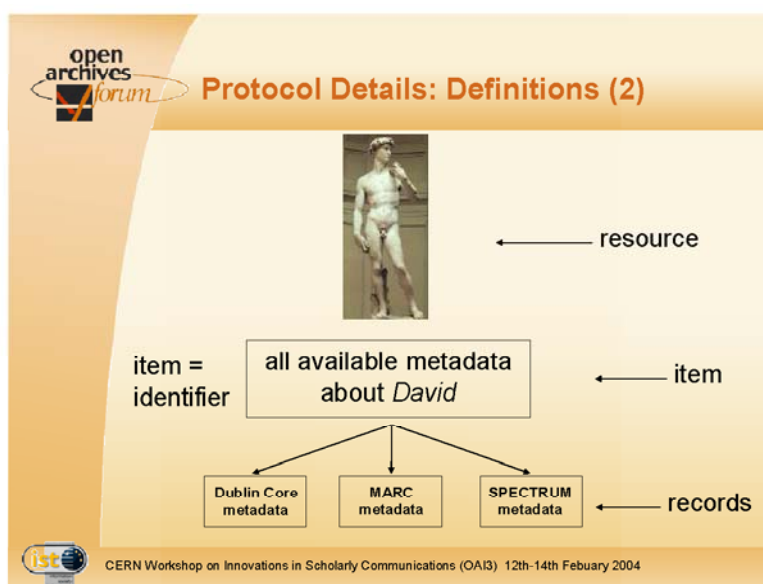 open
archives
forum
Protocol Details: Definitions (2)
resource
item =
identifier
all available metadata
about David
item
Dublin Core
metadata
MARC
metadata
SPECTRUM
metadata
records
ist
CERN Workshop on Innovations in Scholarly Communications (OAI3) 12th-14th Febuary 2004